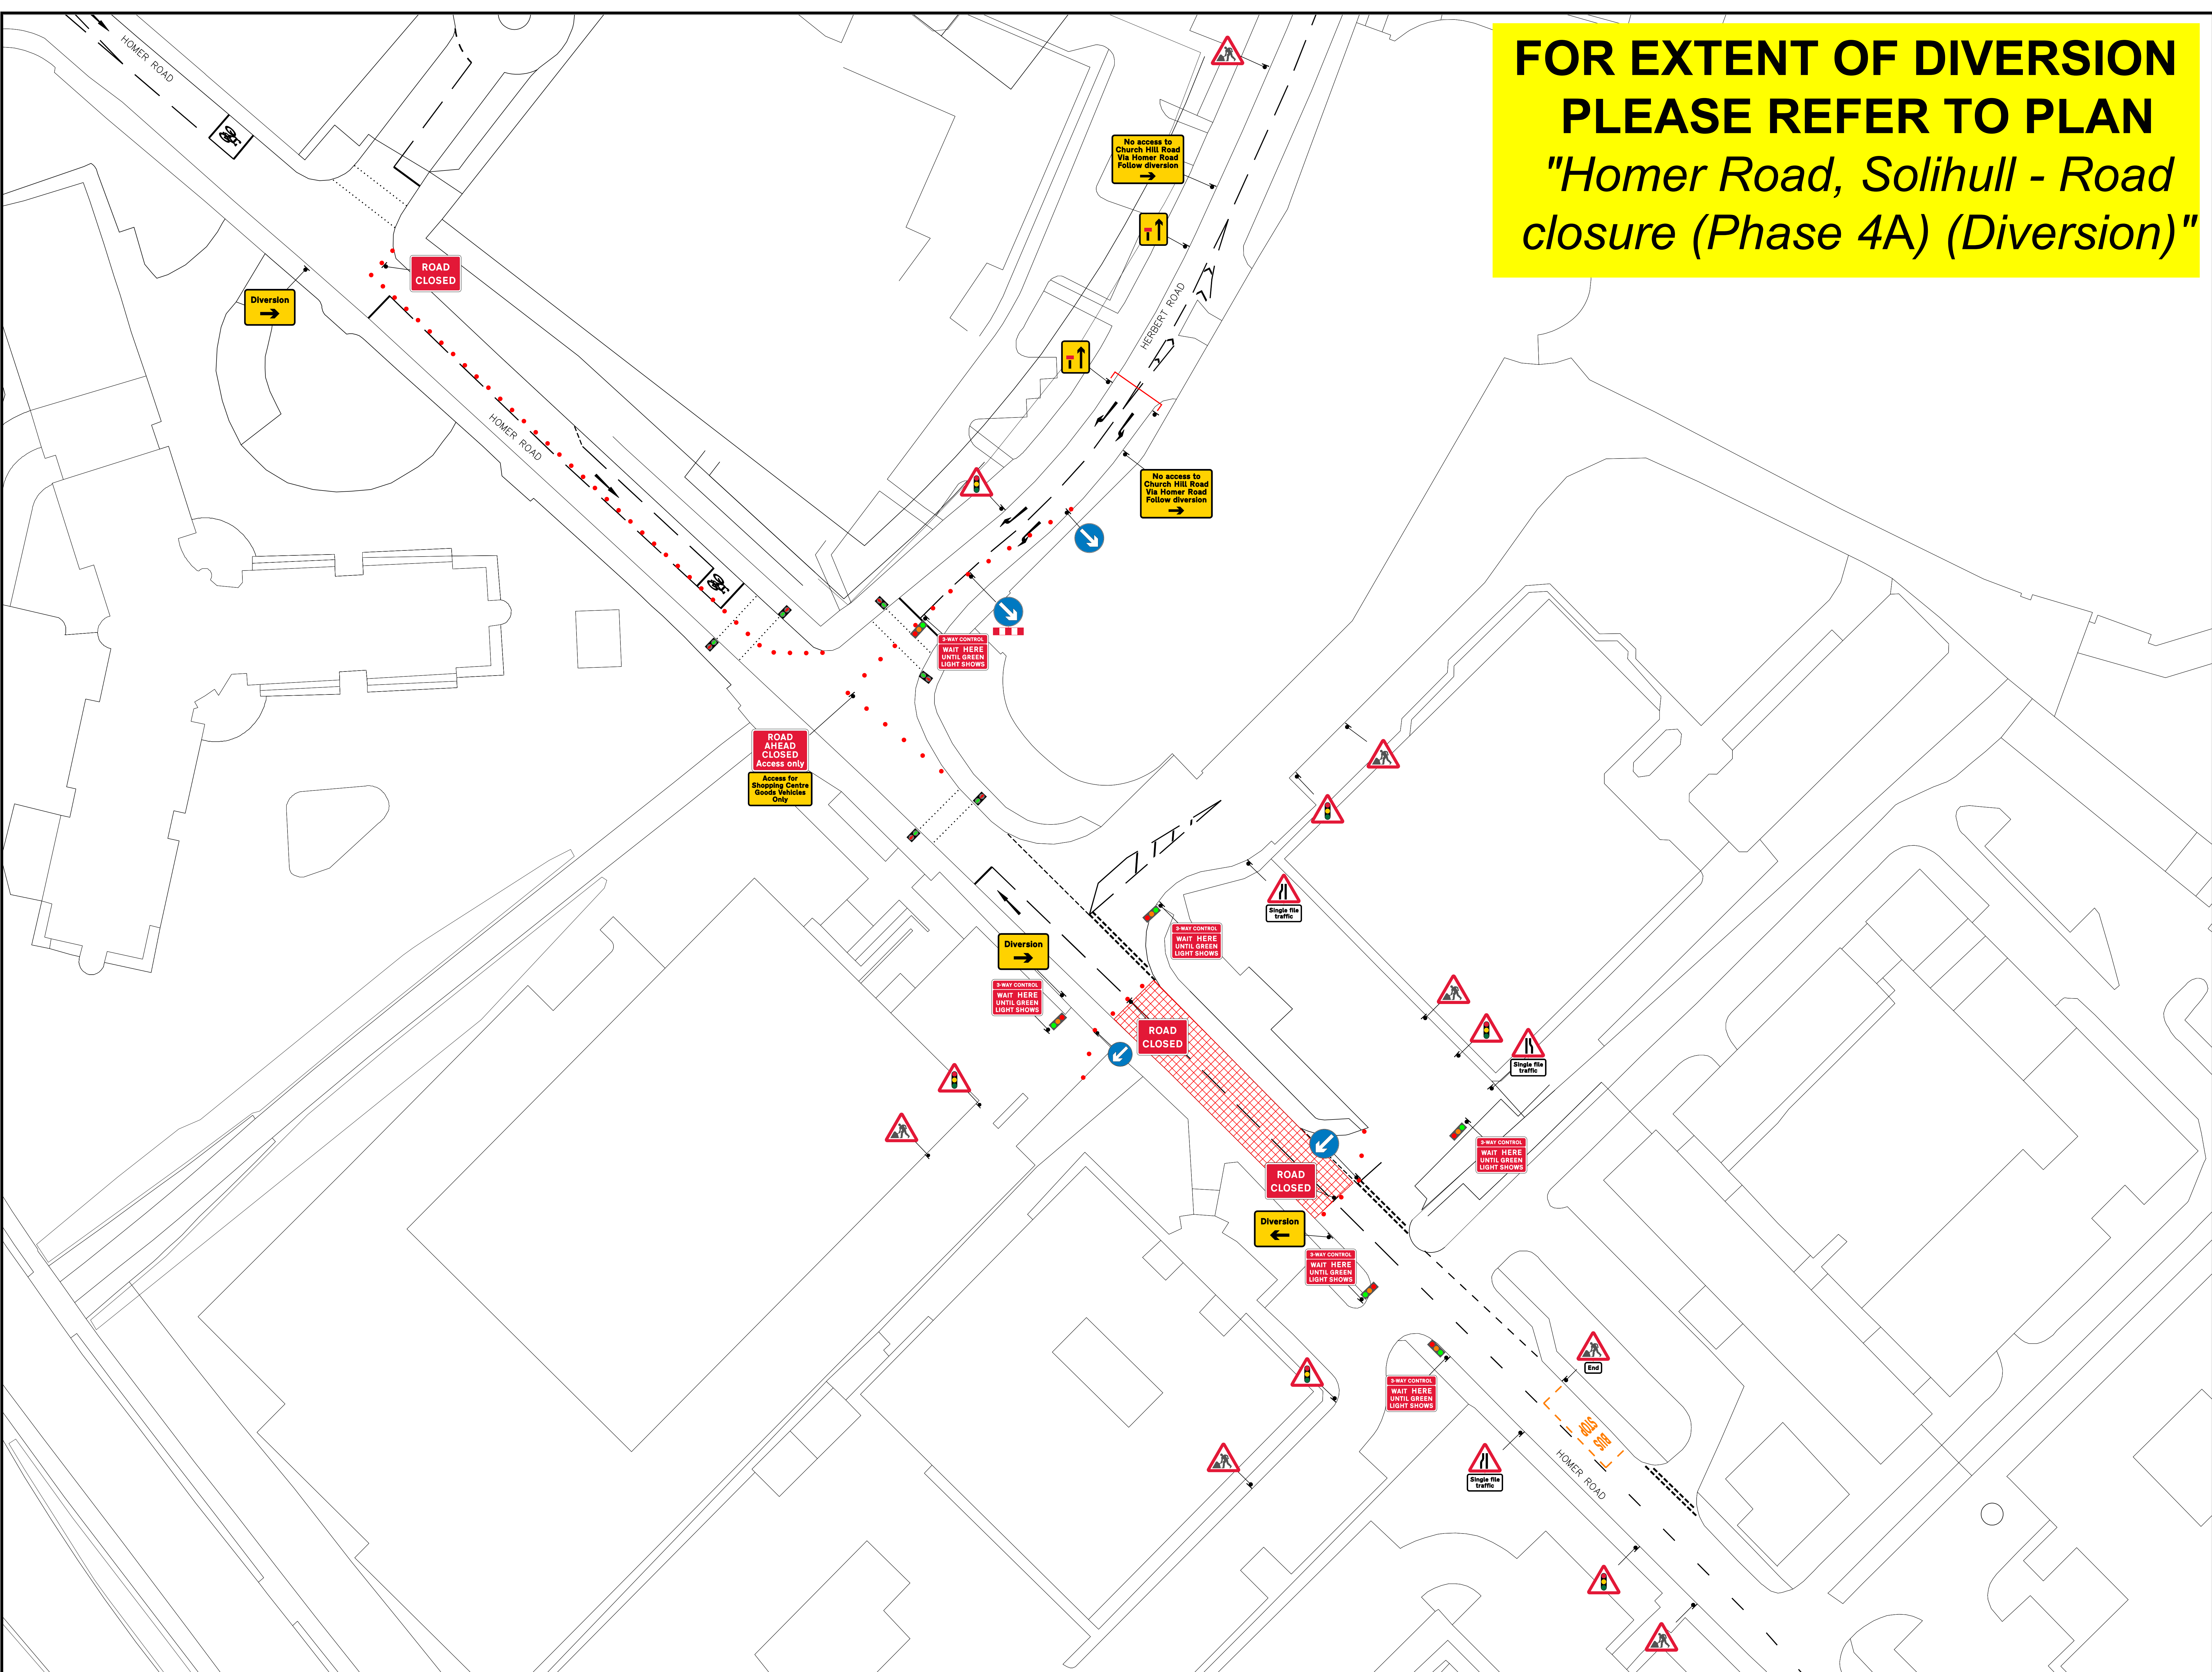 FOR EXTENT OF DIVERSION
PLEASE REFER TO PLAN
"Homer Road, Solihull - Road
closure (Phase 4A) (Diversion)"
HOMER ROAD
No access to
Church Hill Road
Via Homer Road
Follow diversion
ROAD
CLOSED
Diversion
HERBERT ROAD
HOMER ROAD
No access to
Church Hill Road
Via Homer Road
Follow diversion
3-WAY CONTROL
WAIT HERE
UNTIL GREEN
LIGHT SHOWS
ROAD
AHEAD
CLOSED
Access only
Access for
Shopping Centre
Goods Vehicles
Only
Single file
traffic
3-WAY CONTROL
WAIT HERE
UNTIL GREEN
LIGHT SHOWS
Diversion
3-WAY CONTROL
WAIT HERE
UNTIL GREEN
LIGHT SHOWS
ROAD
CLOSED
Single file
traffic
3-WAY CONTROL
WAIT HERE
UNTIL GREEN
LIGHT SHOWS
ROAD
CLOSED
Diversion
3-WAY CONTROL
WAIT HERE
UNTIL GREEN
LIGHT SHOWS
End
3-WAY CONTROL
WAIT HERE
UNTIL GREEN
LIGHT SHOWS
BUS
STOP
HOMER ROAD
Single file
traffic